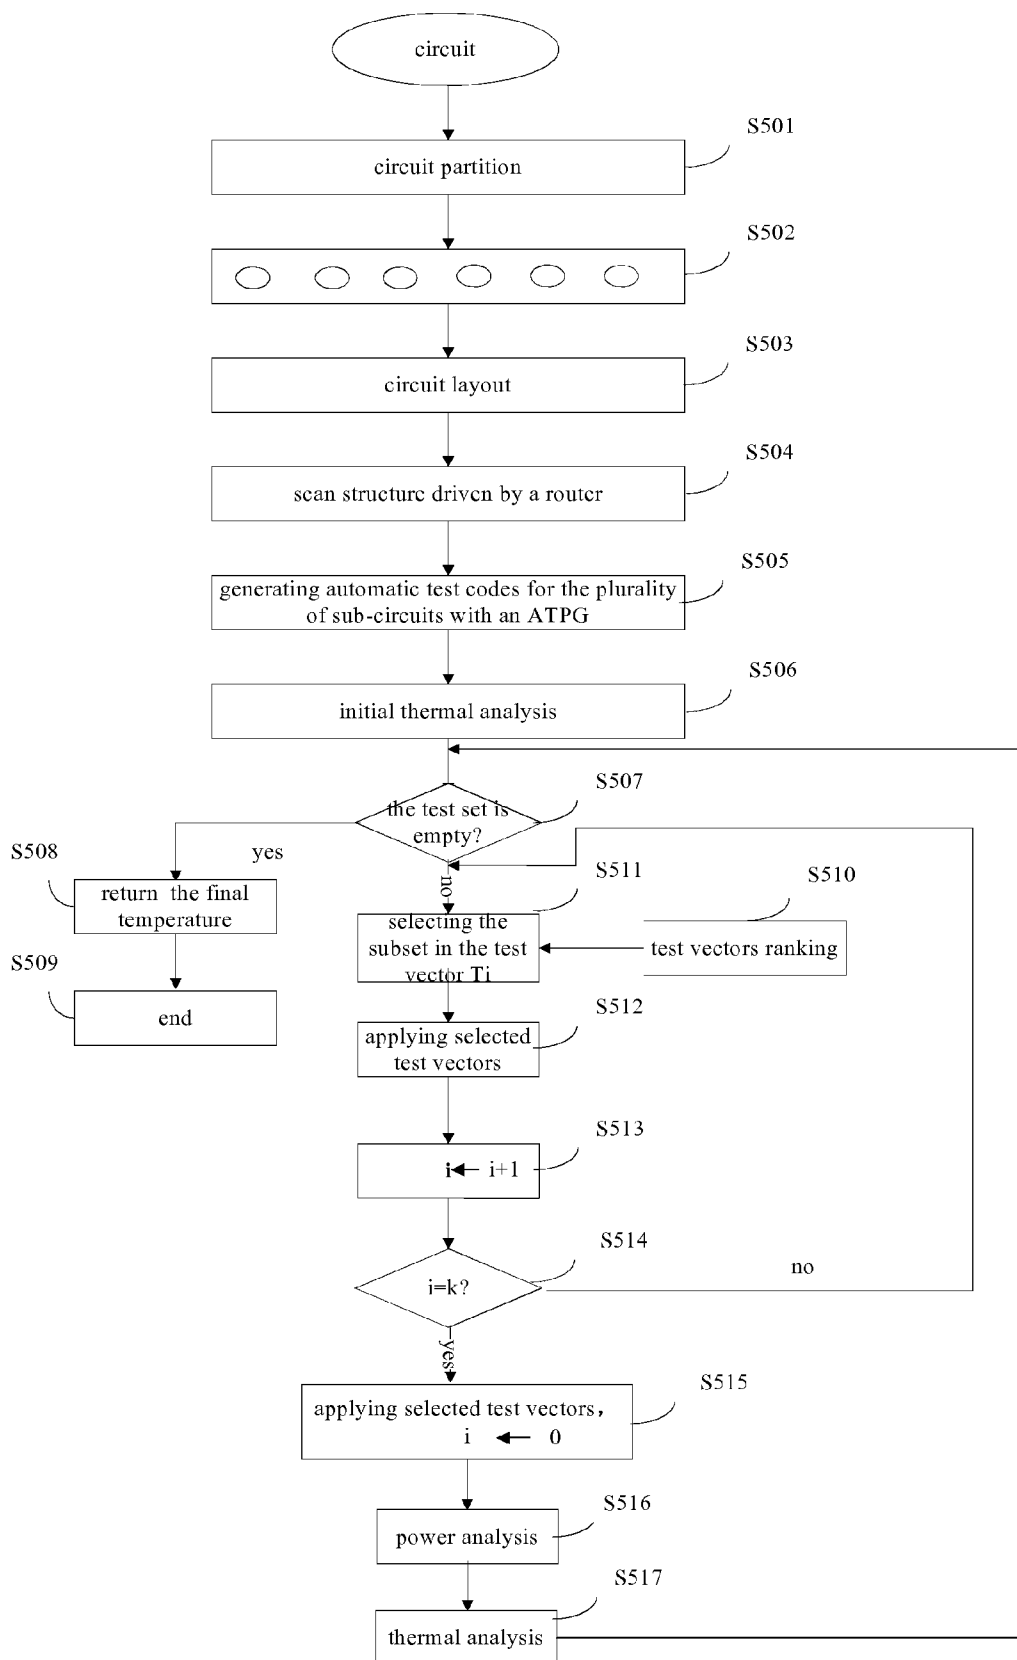 circuit
S501
circuit partition
S502
S503
circuit layout
S504
scan structure driven by a router
S505
generating automatic test codes for the plurality
of sub-circuits with an ATPG
S506
initial thermal analysis
S507
the test set is
empty?
S508
yes
no
S511
S510
return the final
temperature
selecting the
subset in the test
vector Ti
test vectors ranking
S509
end
S512
applying selected
test vectors
S513
i ← i+1
S514
i=k?
no
yes
S515
applying selected test vectors,
i ← 0
S516
power analysis
S517
thermal analysis